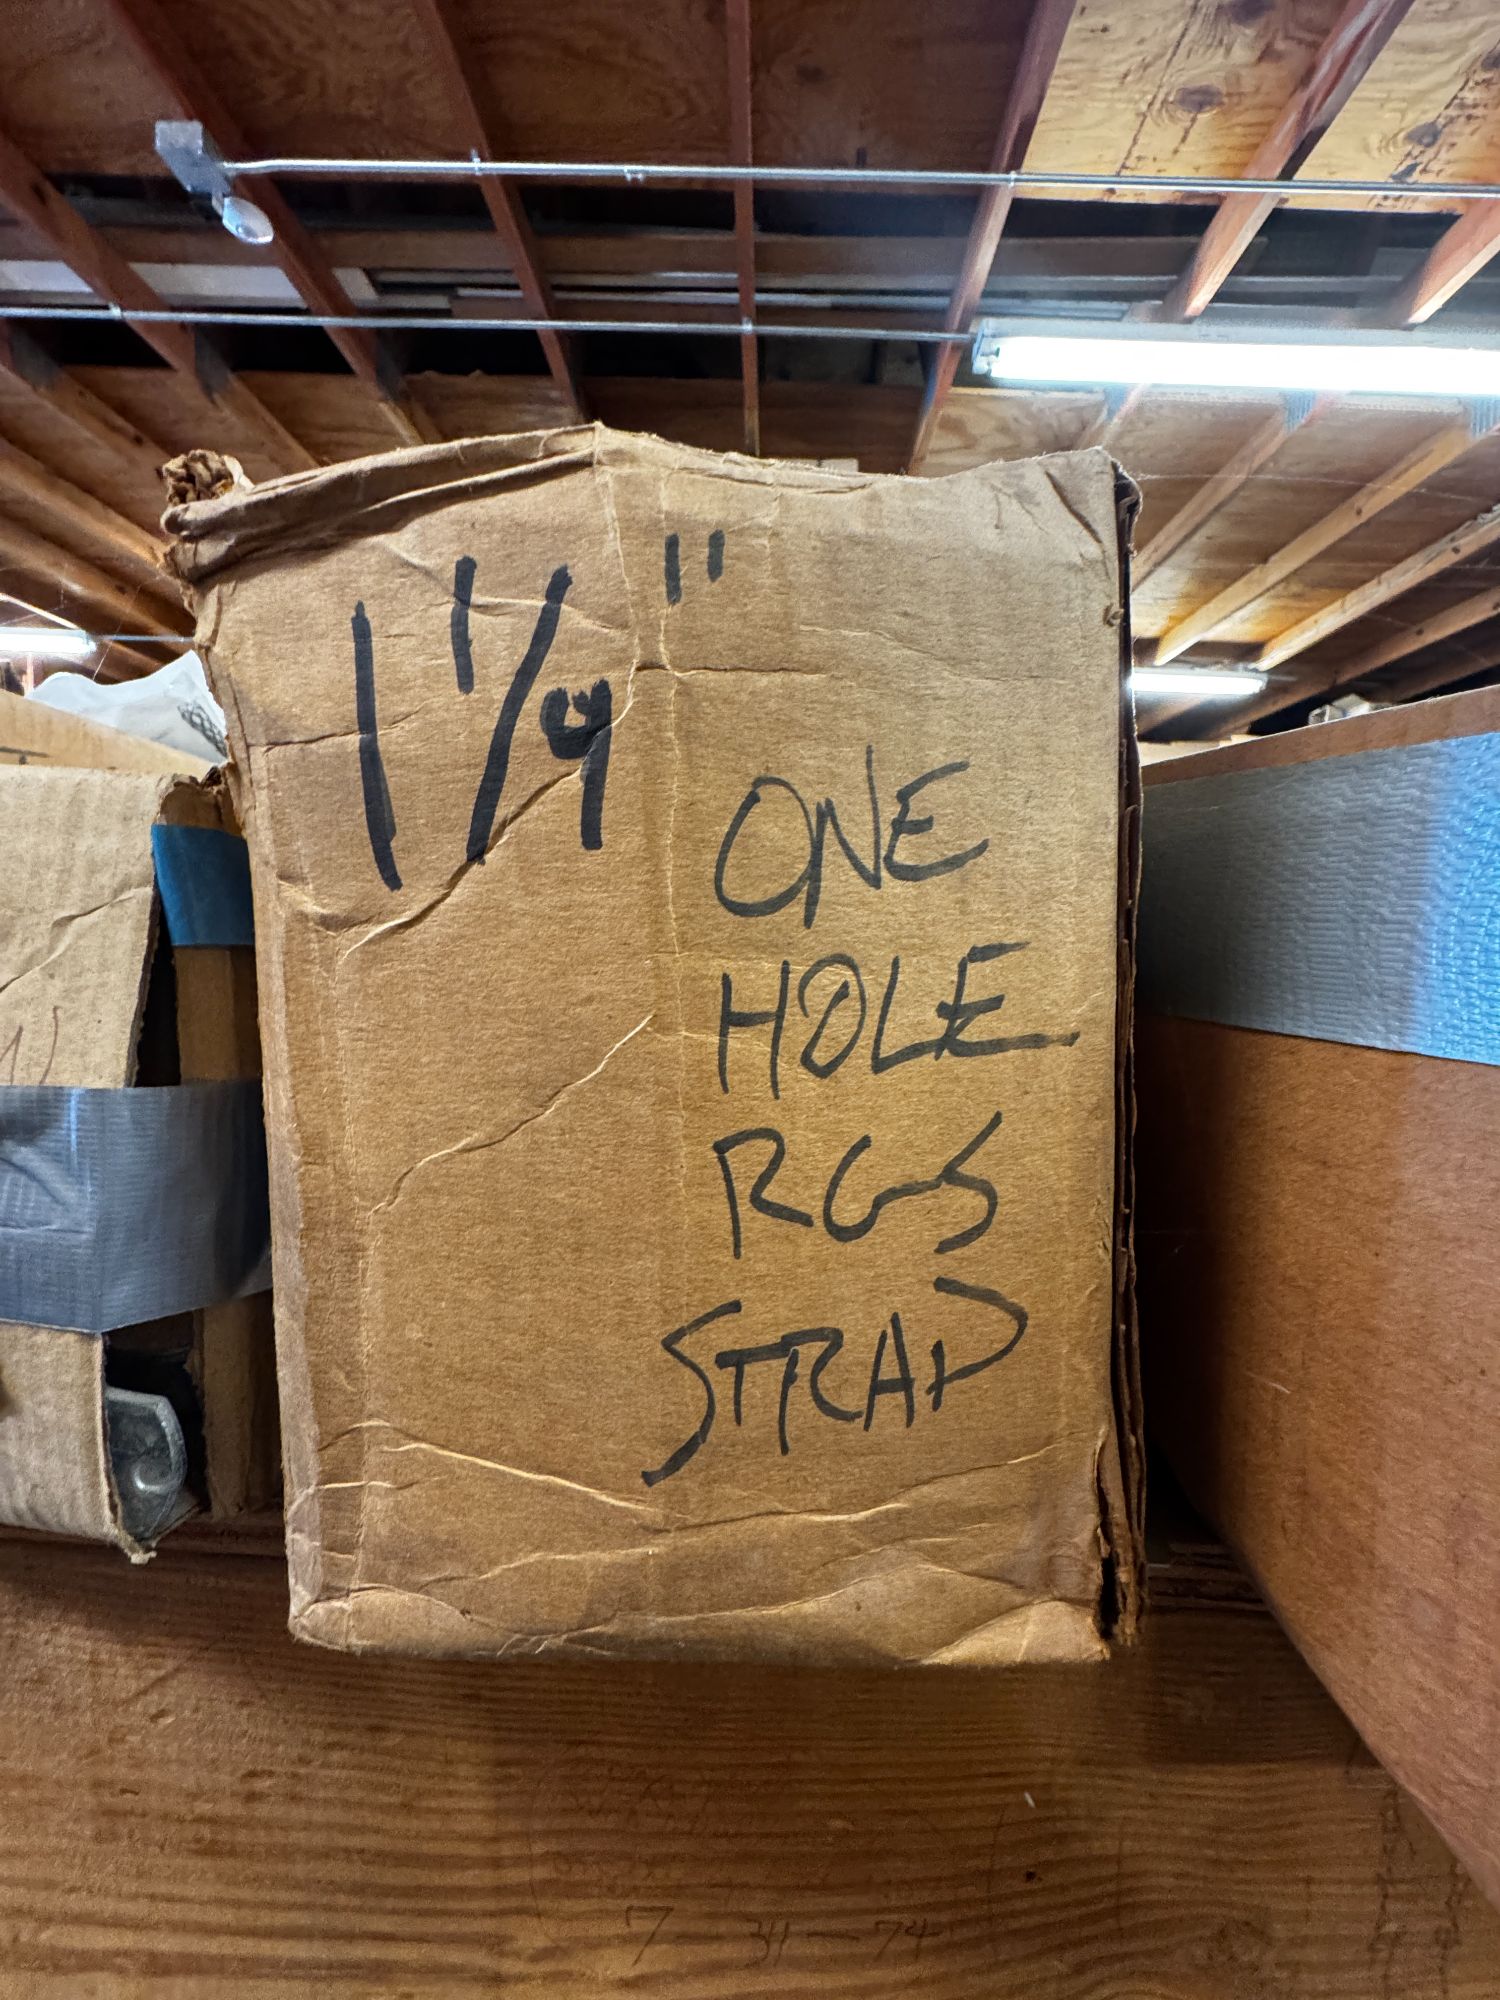 1 1/4"
ONE
HOLE
RGS
STRAP
7-31-74